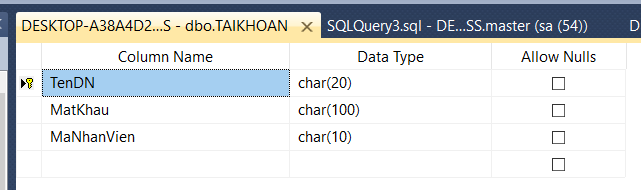 DESKTOP-A38A4D2...S - dbo.TAIKHOAN SQLQuery3.sql - DE...SS.master (sa (54)) D
Column Name Data Type Allow Nulls
TenDN char(20)
MatKhau char(100)
MaNhanVien char(10)